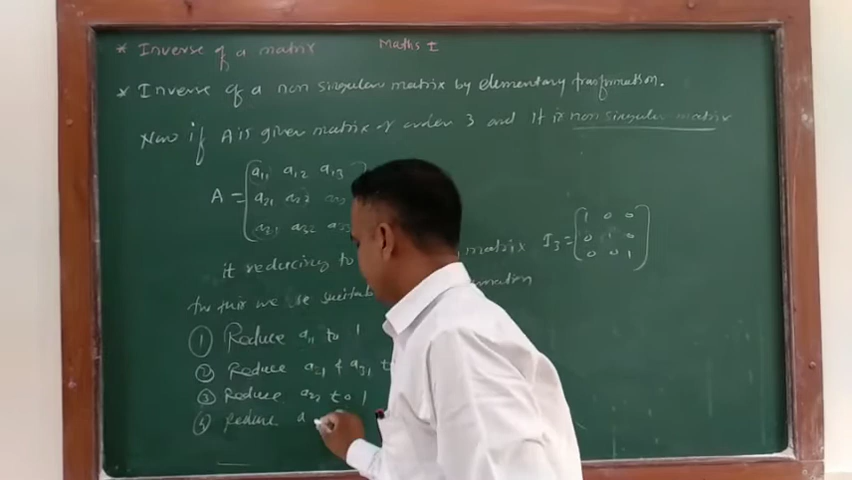 * Inverse of a matrix Maths I
* Inverse of a non singular matrix by elementary trasformation.
Now if A is given matrix of order 3 and it is non singular matrix
A = [a11 a12 a13
a21 a22 a23
a31 a32 a33
it reducing to matrix I3 = [1 0 0
0 1 0
0 0 1]
for this we use suitable
① Reduce a11 to 1
② Reduce a21 & a31 t
③ Reduce a22 to 1
④ Reduce a